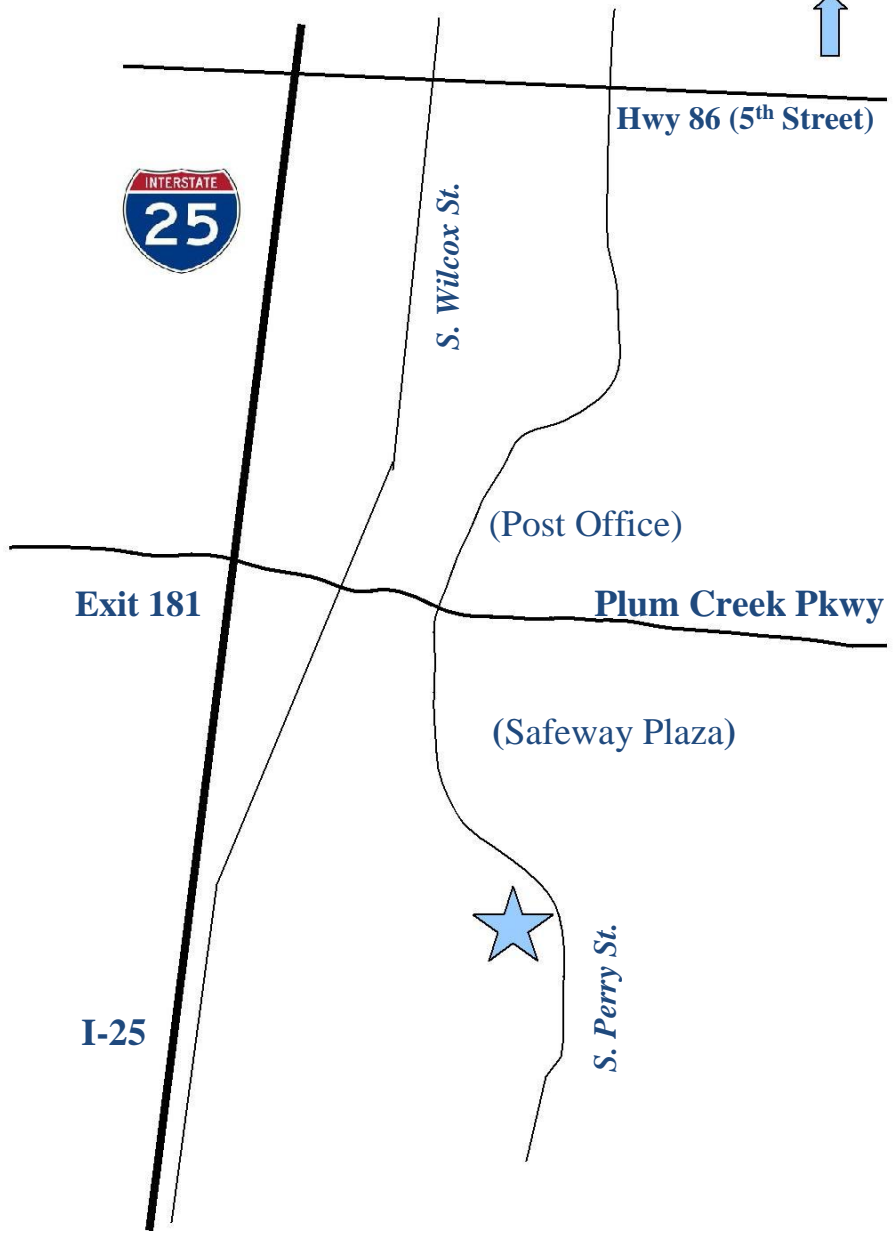 Hwy 86 (5th Street)
INTERSTATE
25
S. Wilcox St.
(Post Office)
Exit 181
Plum Creek Pkwy
(Safeway Plaza)
S. Perry St.
I-25